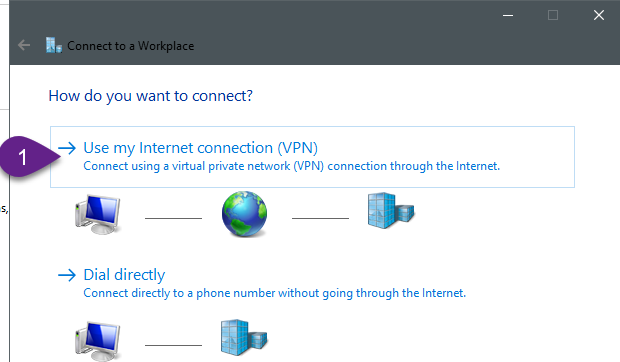 Connect to a Workplace
How do you want to connect?
Use my Internet connection (VPN)
1
Connect using a virtual private network (VPN) connection through the Internet.
s,
Dial directly
Connect directly to a phone number without going through the Internet.